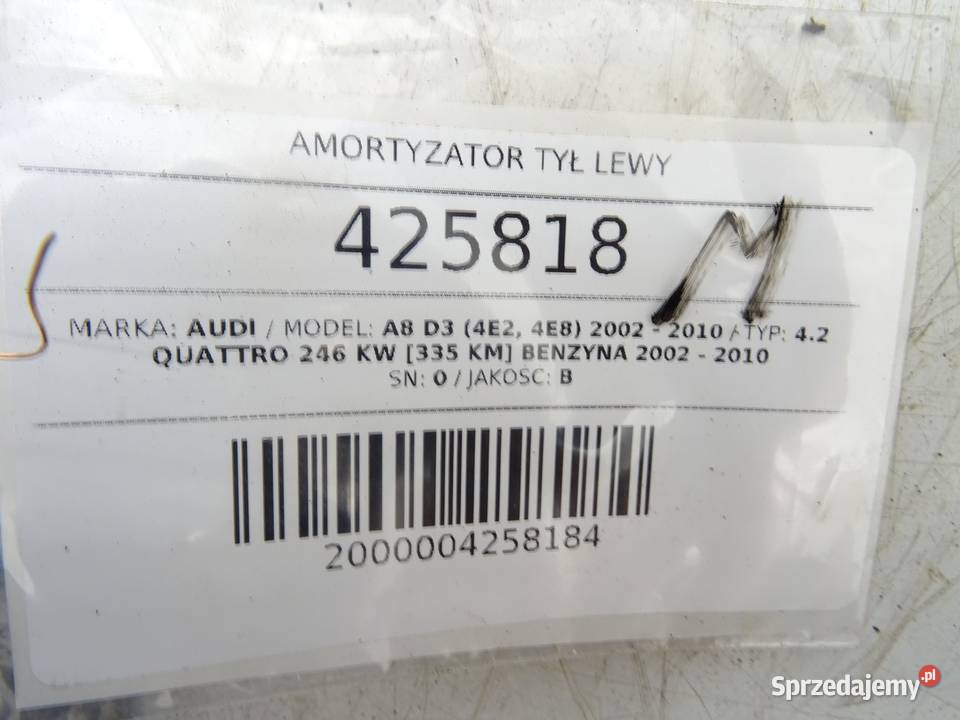 AMORTYZATOR TYŁ LEWY
425818 M
MARKA: AUDI / MODEL: A8 D3 (4E2, 4E8) 2002 - 2010 / TYP: 4.2
QUATTRO 246 KW [335 KM] BENZYNA 2002 - 2010
SN: 0 / JAKOŚĆ: B
2000004258184
Sprzedajemy.pl